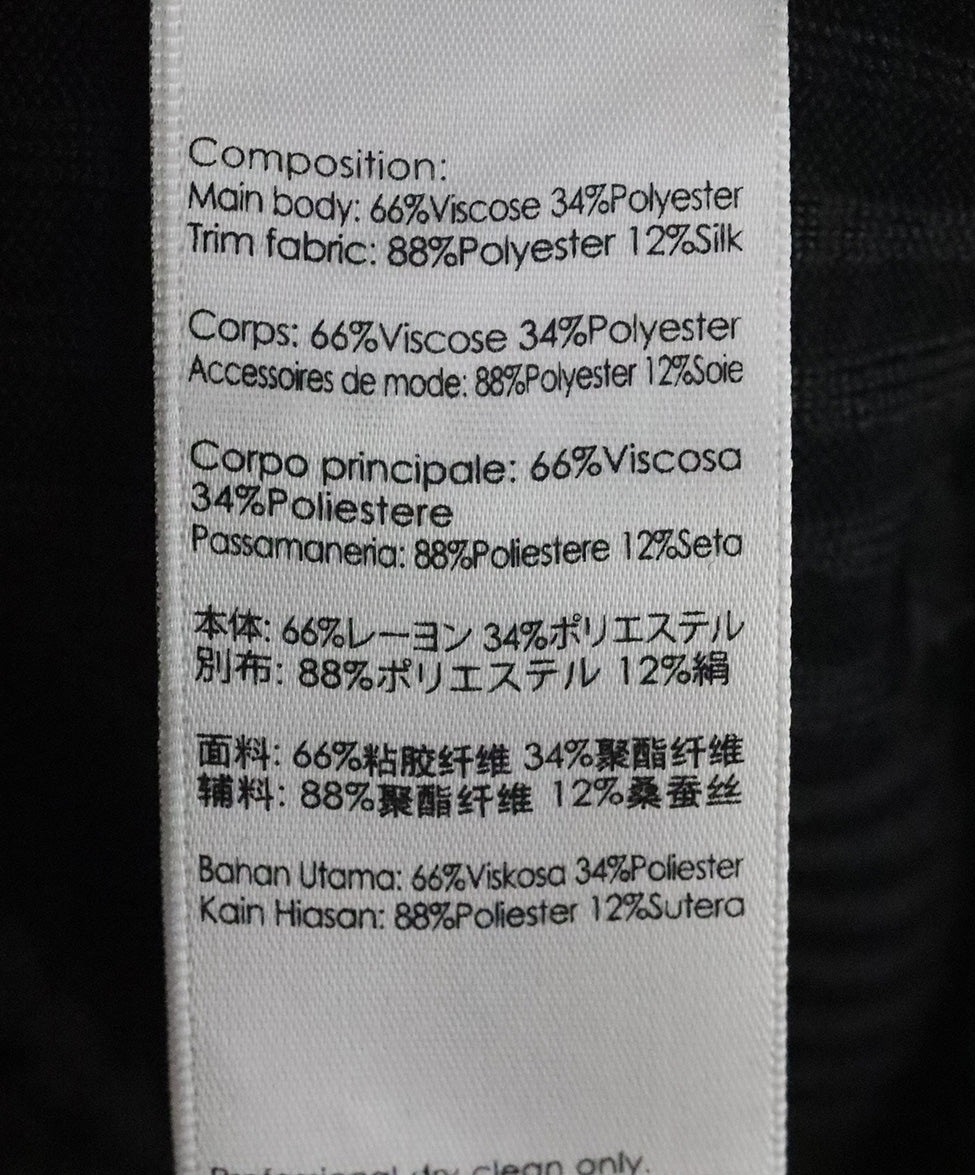 Composition:
Main body: 66%Viscose 34%Polyester
Trim fabric: 88%Polyester 12%Silk
Corps: 66%Viscose 34%Polyester
Accessoires de mode: 88%Polyester 12%Soie
Corpo principale: 66%Viscosa
34%Poliestere
Passamaneria: 88%Poliestere 12%Seta
本体: 66%レーヨン 34%ポリエステル
別布: 88%ポリエステル 12%絹
面料: 66%粘胶纤维 34%聚酯纤维
辅料: 88%聚酯纤维 12%桑蚕丝
Bahan Utama: 66%Viskosa 34%Poliester
Kain Hiasan: 88%Poliester 12%Sutera
Professional dry clean only.